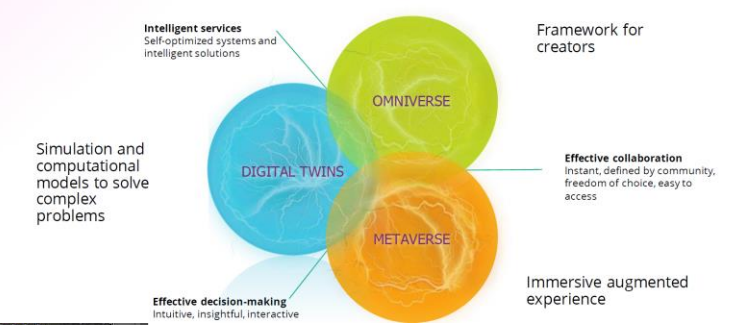 Intelligent services
Self-optimized systems and
intelligent solutions
Framework for
creators
OMNIVERSE
Simulation and
computational
models to solve
complex
problems
DIGITAL TWINS
Effective collaboration
Instant, defined by community,
freedom of choice, easy to
access
METAVERSE
Immersive augmented
experience
Effective decision-making
Intuitive, insightful, interactive